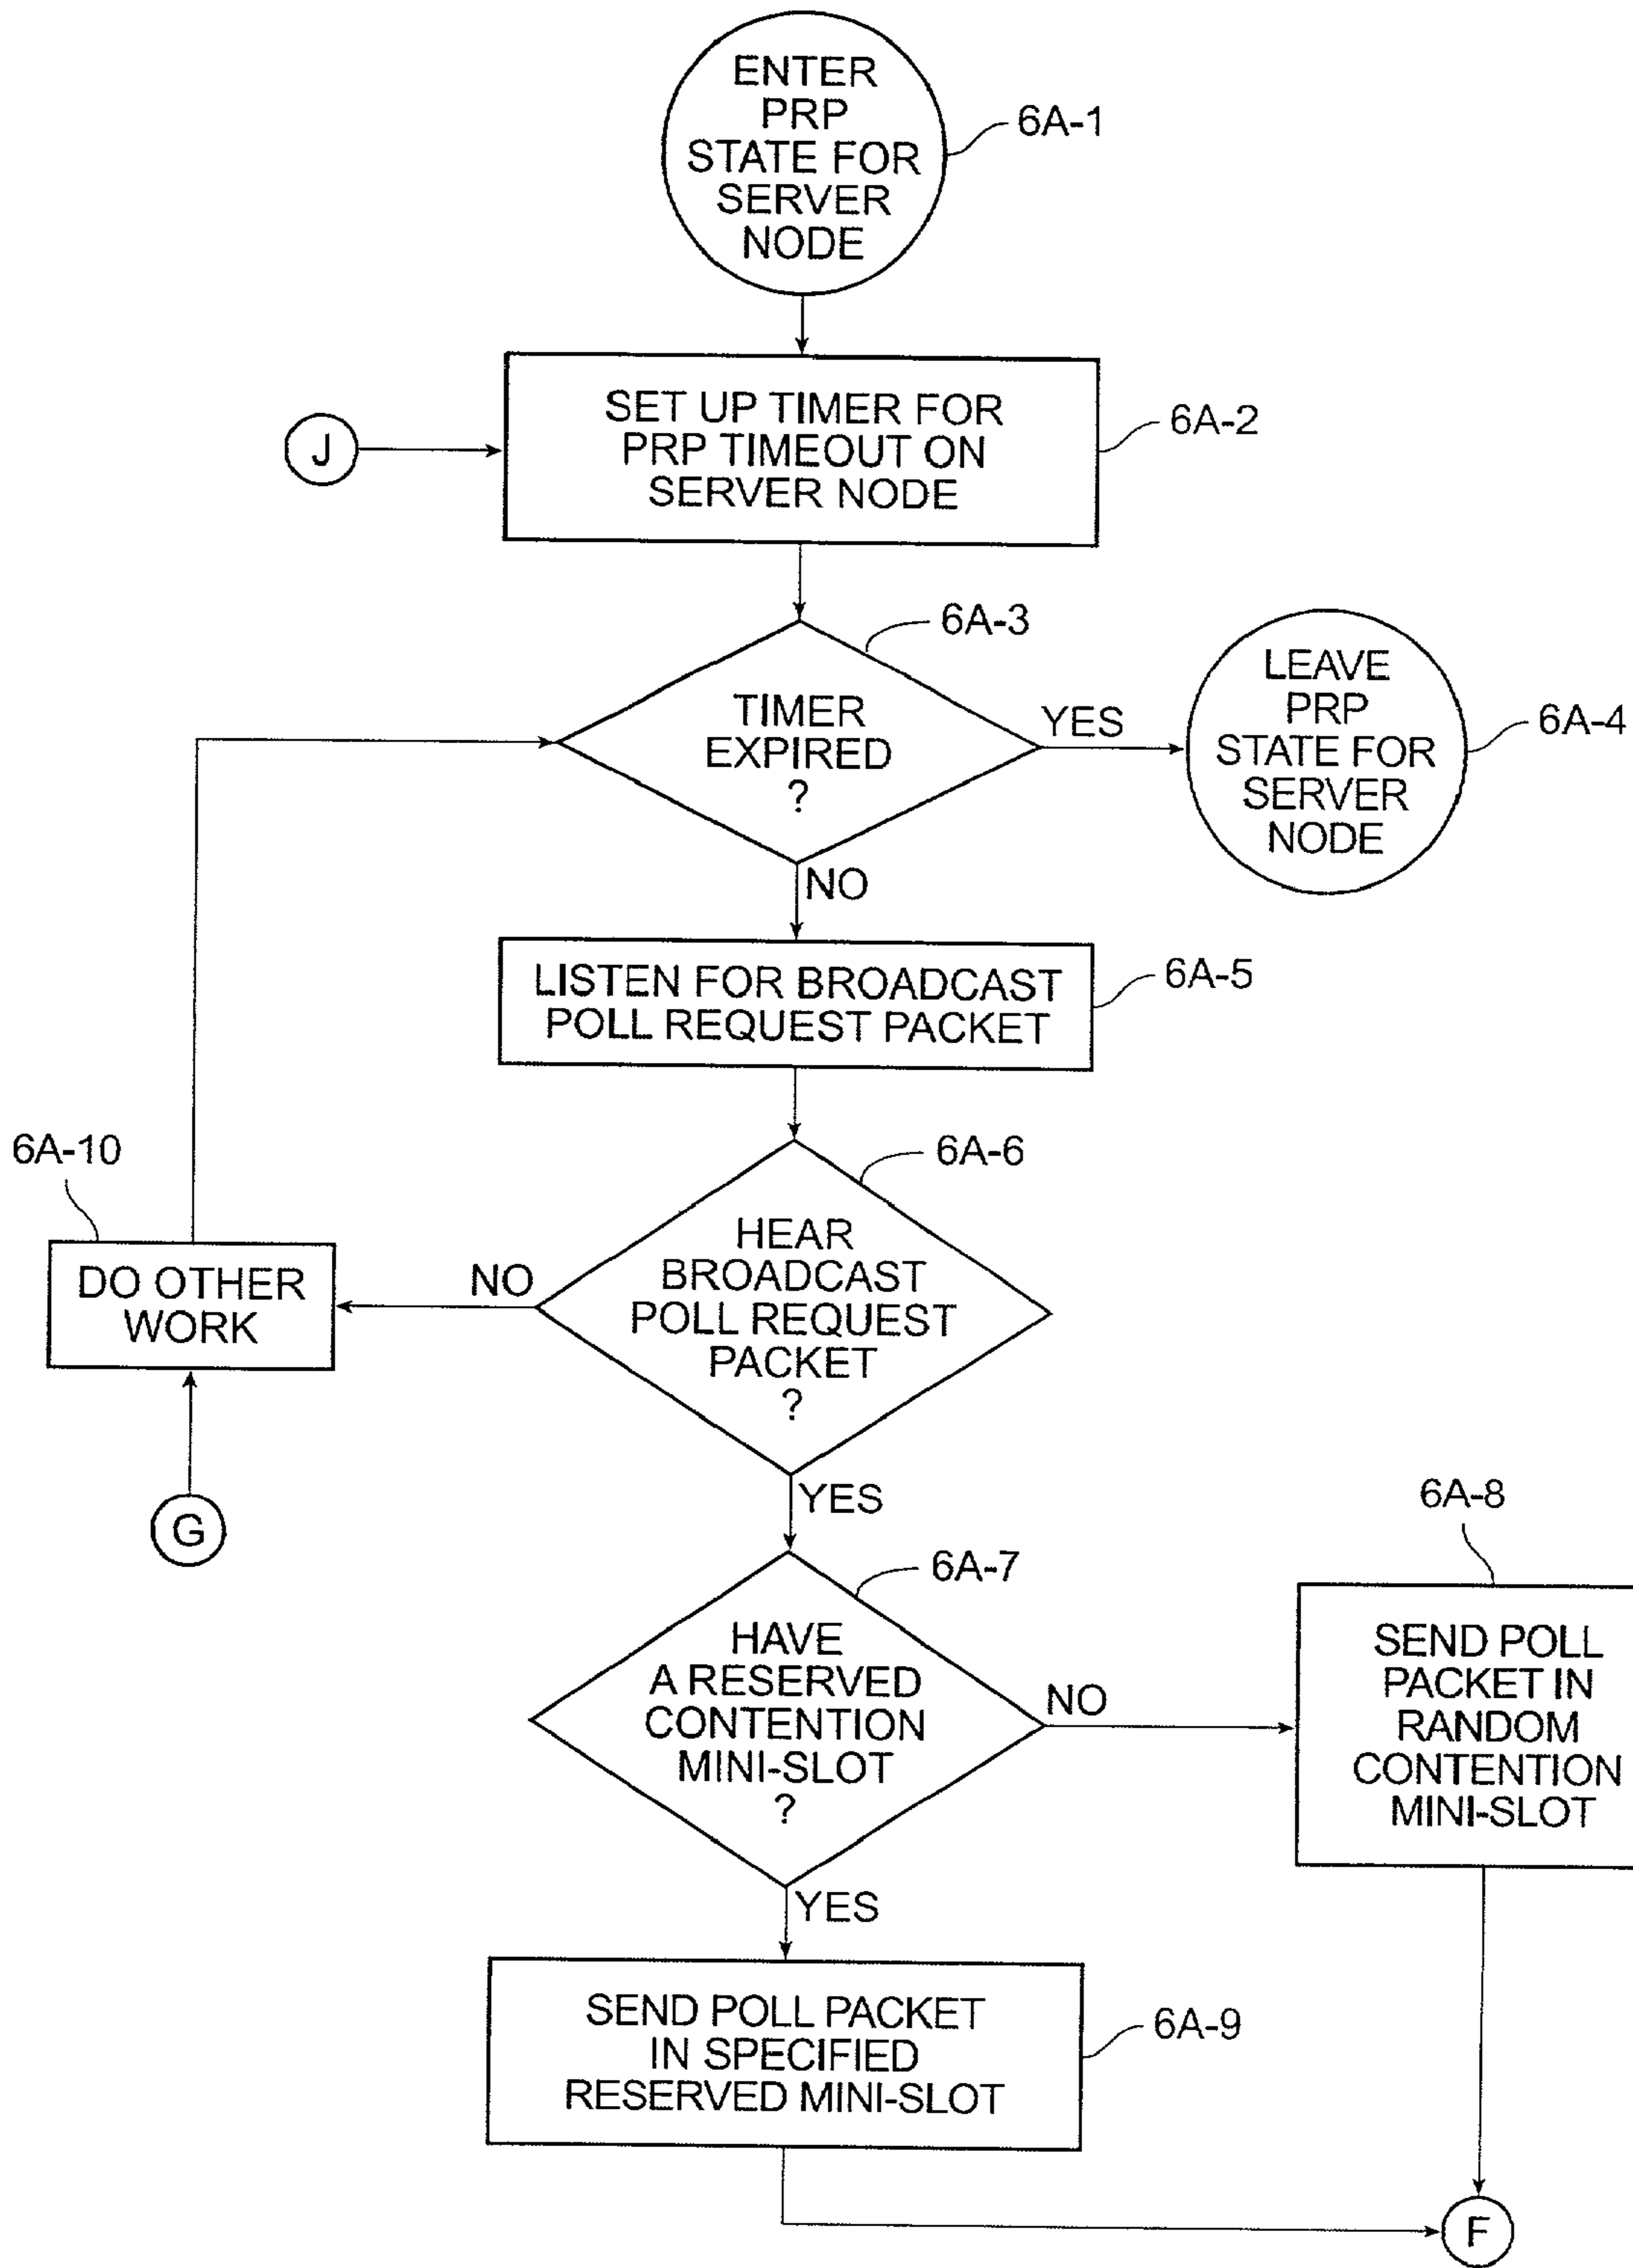 ENTER
PRP
STATE FOR
SERVER
NODE
6A-1
SET UP TIMER FOR
PRP TIMEOUT ON
SERVER NODE
6A-2
J
6A-3
TIMER
EXPIRED
?
YES
LEAVE
PRP
STATE FOR
SERVER
NODE
6A-4
NO
LISTEN FOR BROADCAST
POLL REQUEST PACKET
6A-5
6A-10
DO OTHER
WORK
NO
6A-6
HEAR
BROADCAST
POLL REQUEST
PACKET
?
G
YES
6A-7
HAVE
A RESERVED
CONTENTION
MINI-SLOT
?
NO
6A-8
SEND POLL
PACKET IN
RANDOM
CONTENTION
MINI-SLOT
YES
SEND POLL PACKET
IN SPECIFIED
RESERVED MINI-SLOT
6A-9
F